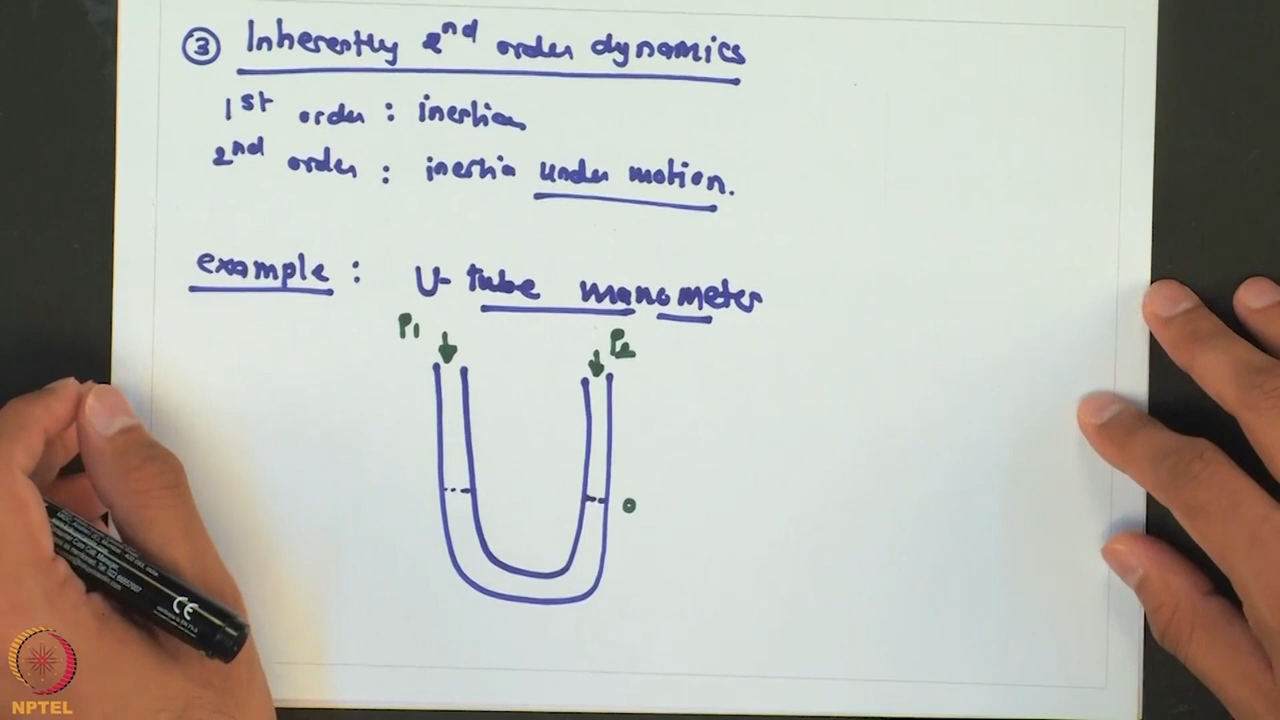 ③ Inherently 2nd order dynamics
1st order : inertia
2nd order : inertia under motion.
example : U-tube manometer
P1 P2
0
CE
NPTEL